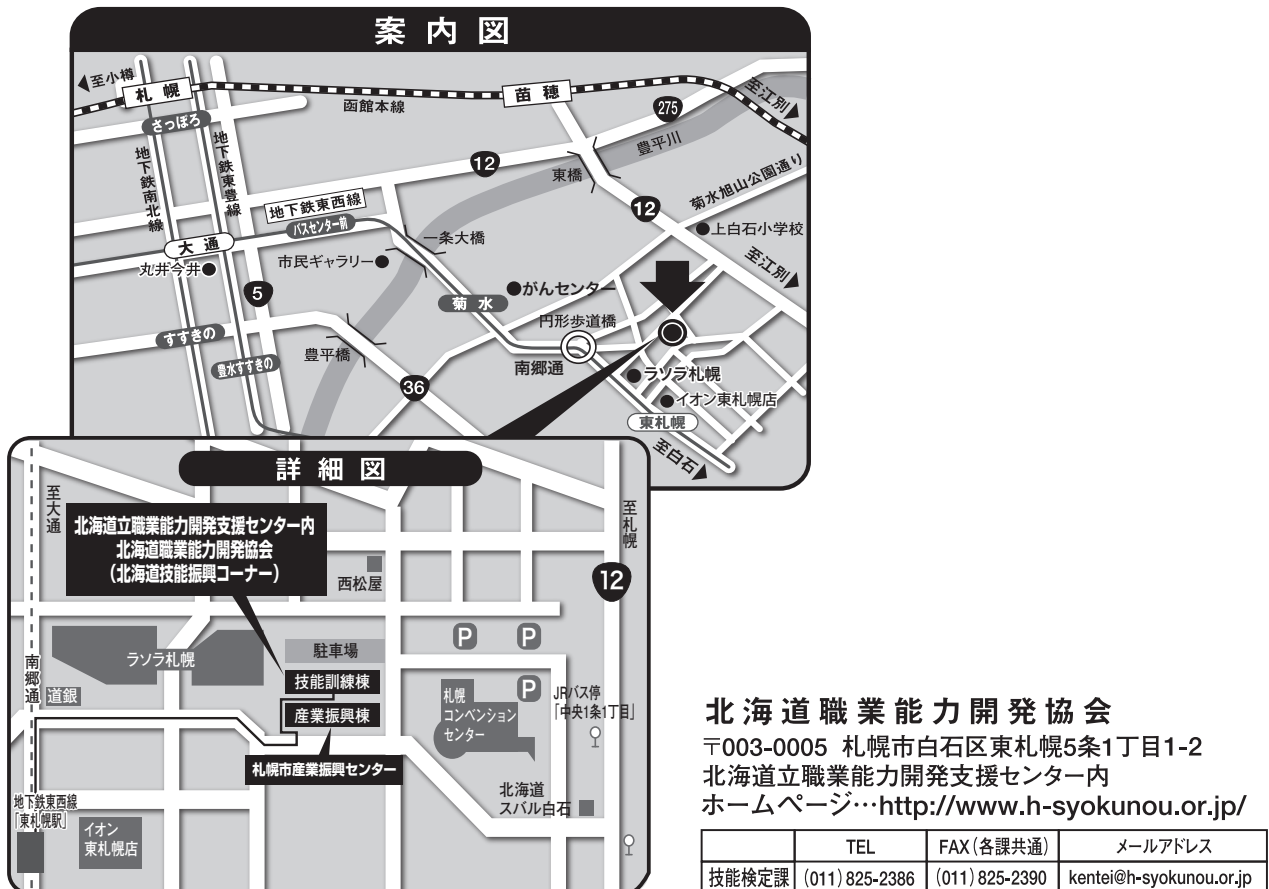 案内図
至小樽
札幌
函館本線
苗穂
275
至江別
さっぽろ
地下鉄南北線
地下鉄東豊線
12
東橋
豊平川
菊水旭山公園通り
地下鉄東西線
バスセンター前
12
大通
一条大橋
上白石小学校
丸井今井
市民ギャラリー
至江別
5
菊水
がんセンター
円形歩道橋
すすきの
豊平橋
南郷通
豊水すすきの
36
ラソラ札幌
イオン東札幌店
東札幌
至白石
詳細図
至大通
北海道立職業能力開発支援センター内
北海道職業能力開発協会
(北海道技能振興コーナー)
西松屋
至札幌
12
ラソラ札幌
駐車場
P
P
南郷通
技能訓練棟
道銀
産業振興棟
札幌
コンベンション
センター
P
JRバス停
「中央1条1丁目」
札幌市産業振興センター
地下鉄東西線
「東札幌駅」
イオン
東札幌店
北海道
スバル白石
北海道職業能力開発協会
〒003-0005 札幌市白石区東札幌5条1丁目1-2
北海道立職業能力開発支援センター内
ホームページ…http://www.h-syokunou.or.jp/
TEL FAX(各課共通) メールアドレス
技能検定課 (011)825-2386 (011)825-2390 kentei@h-syokunou.or.jp